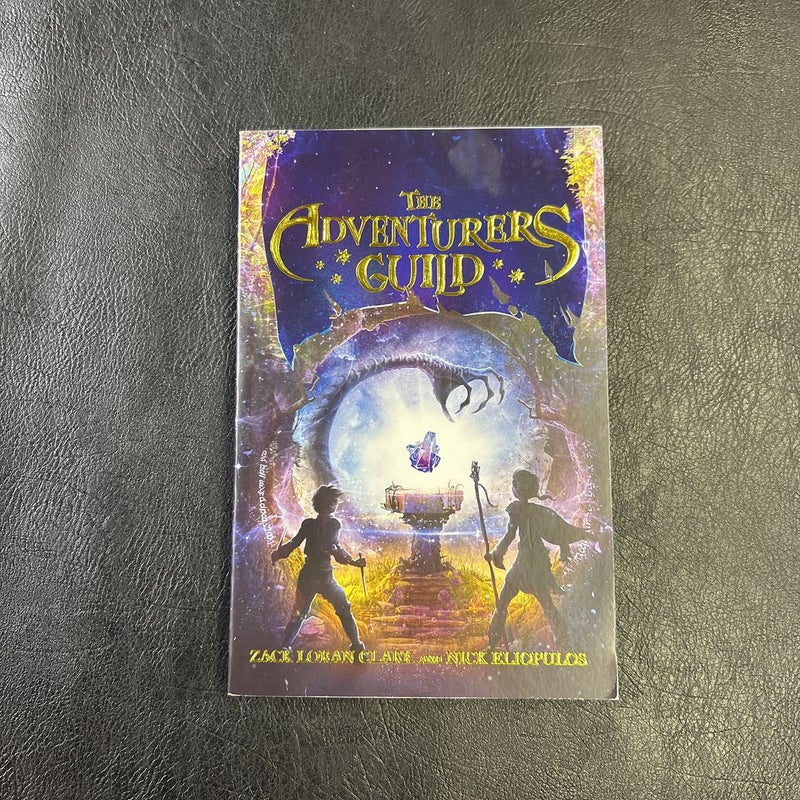 THE
ADVENTURERS
GUILD
ZACK LORAN CLARK AND NICK ELIOPULOS